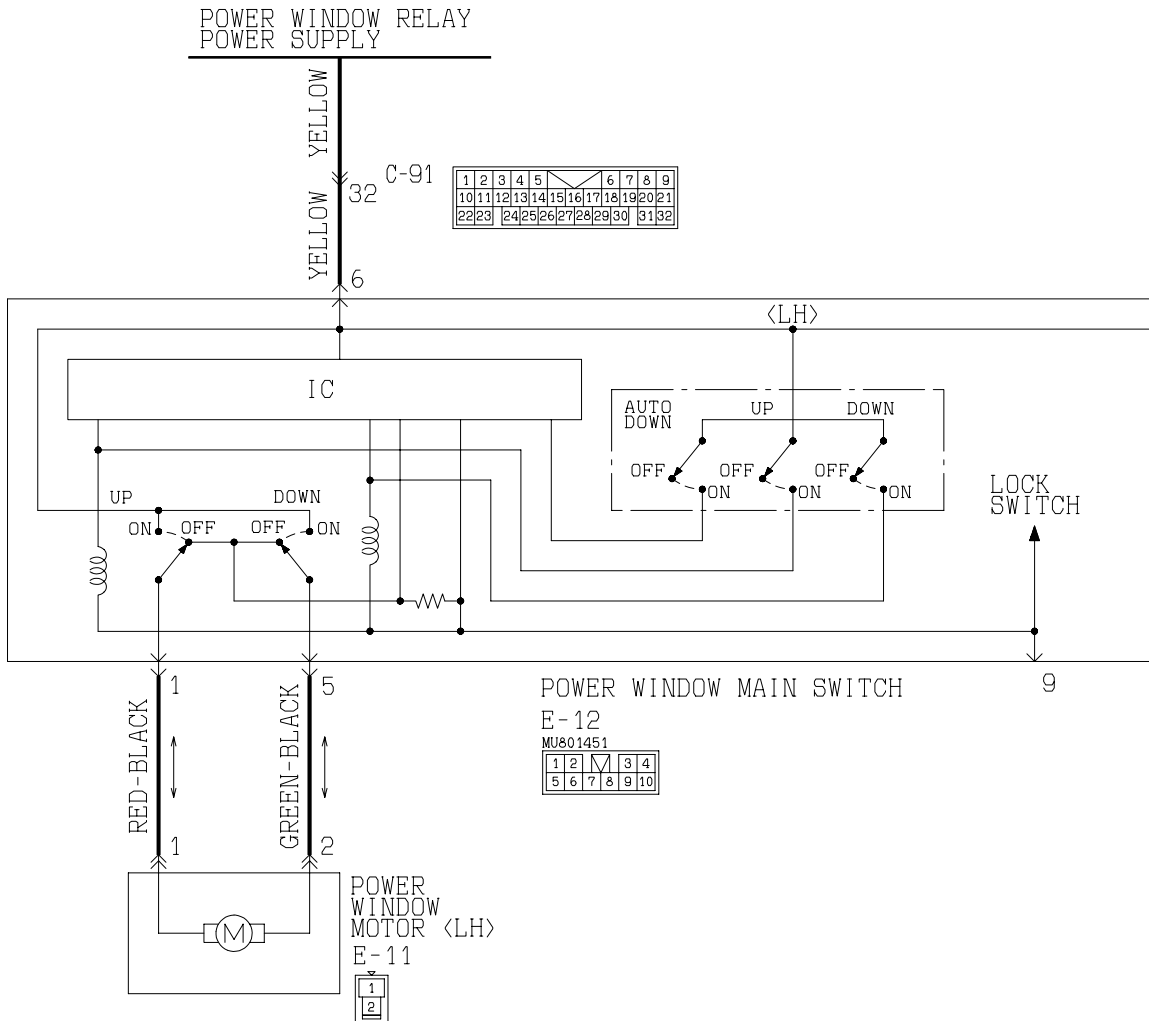 POWER WINDOW RELAY
POWER SUPPLY
YELLOW
C-91
32
1 2 3 4 5 6 7 8 9
10 11 12 13 14 15 16 17 18 19 20 21
22 23 24 25 26 27 28 29 30 31 32
YELLOW
6
<LH>
IC
AUTO DOWN
UP
DOWN
OFF
ON
OFF
ON
OFF
ON
LOCK
SWITCH
UP
DOWN
ON
OFF
OFF
ON
1
5
9
POWER WINDOW MAIN SWITCH
E-12
MU801451
1 2 3 4
5 6 7 8 9 10
RED-BLACK
GREEN-BLACK
1
2
M
POWER
WINDOW
MOTOR <LH>
E-11
1
2